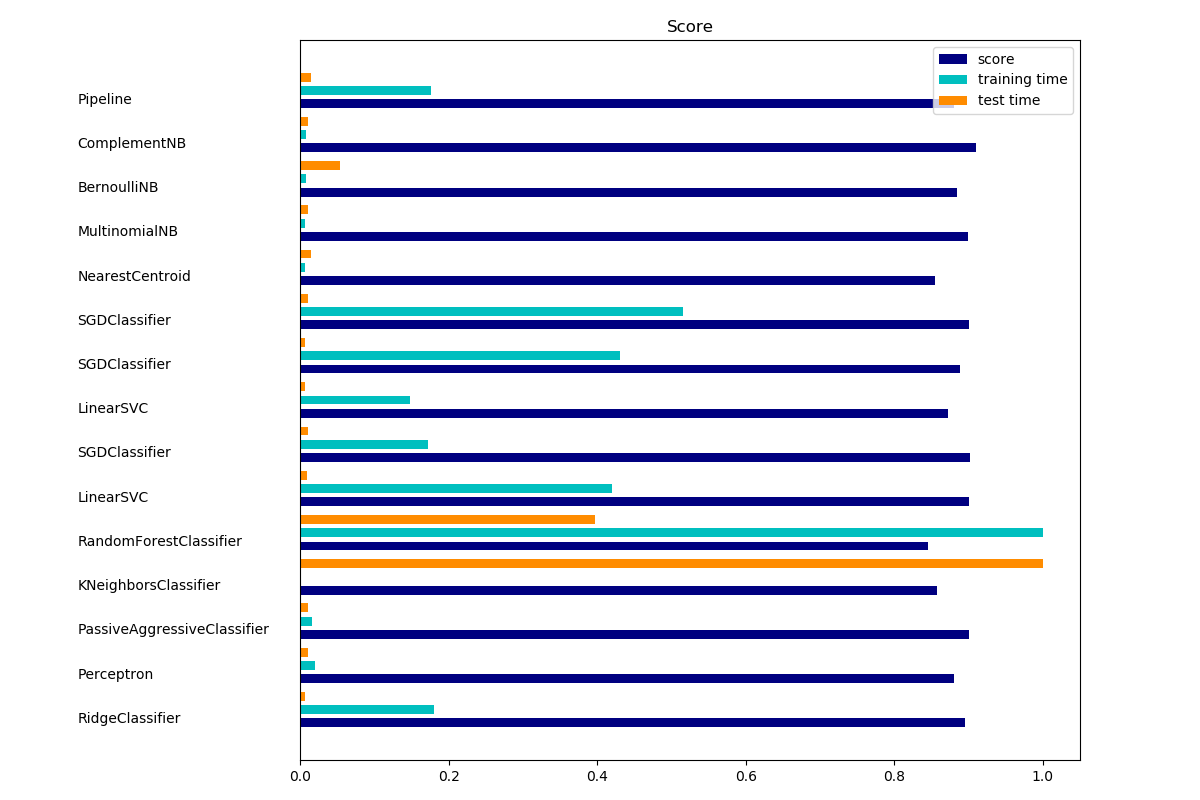 Score
score
training time
test time
Pipeline
ComplementNB
BernoulliNB
MultinomialNB
NearestCentroid
SGDClassifier
SGDClassifier
LinearSVC
SGDClassifier
LinearSVC
RandomForestClassifier
KNeighborsClassifier
PassiveAggressiveClassifier
Perceptron
RidgeClassifier
0.0 0.2 0.4 0.6 0.8 1.0